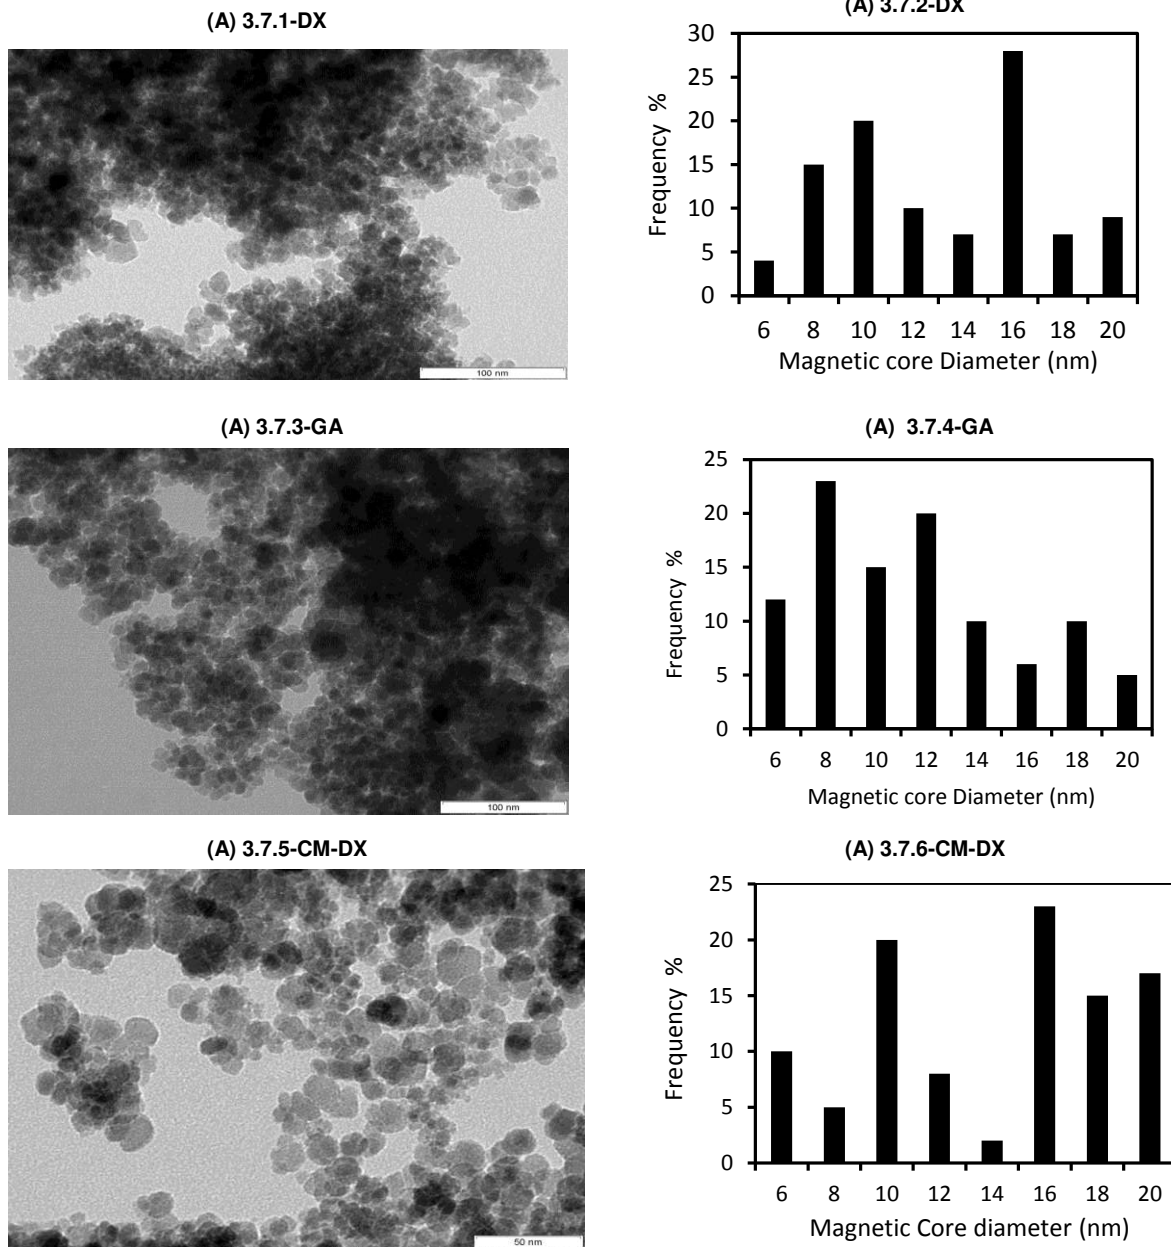 (A) 3.7.1-DX
100 nm
(A) 3.7.2-DX
30
25
20
15
10
5
0
Frequency %
6 8 10 12 14 16 18 20
Magnetic core Diameter (nm)
(A) 3.7.3-GA
100 nm
(A) 3.7.4-GA
25
20
15
10
5
0
Frequency %
6 8 10 12 14 16 18 20
Magnetic core Diameter (nm)
(A) 3.7.5-CM-DX
50 nm
(A) 3.7.6-CM-DX
25
20
15
10
5
0
Frequency %
6 8 10 12 14 16 18 20
Magnetic Core diameter (nm)